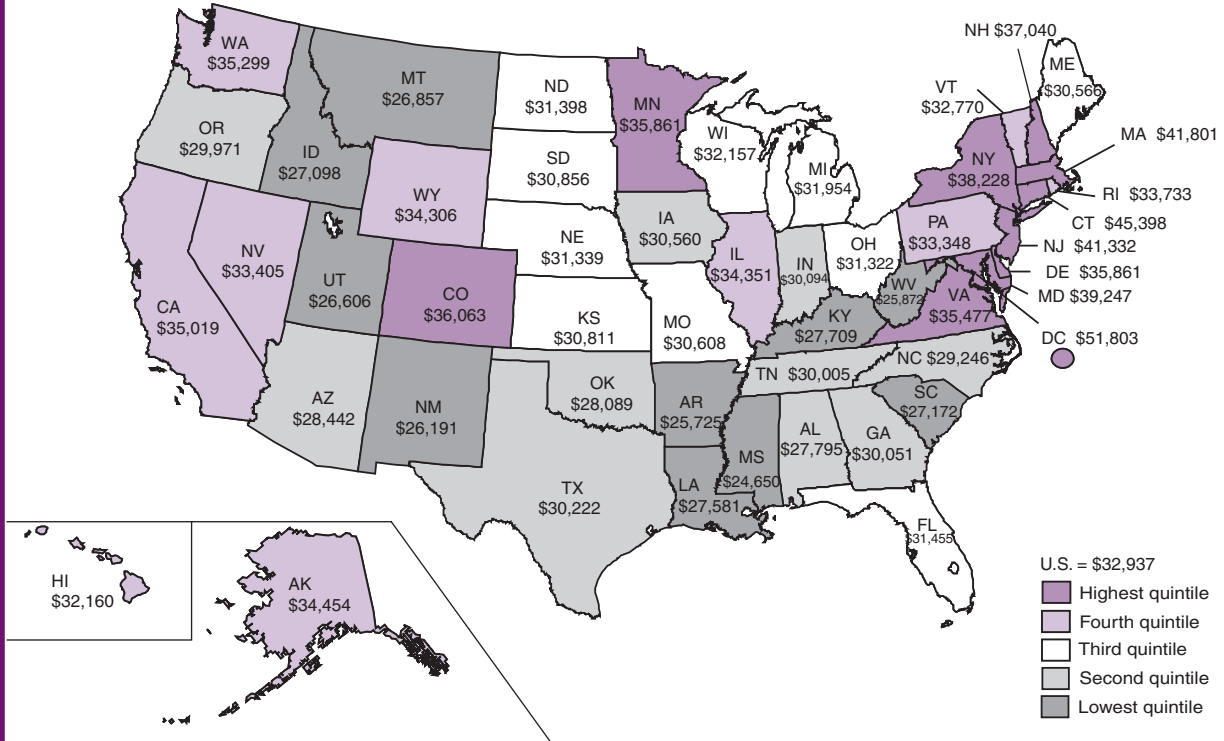 WA
$35,299
OR
$29,971
CA
$35,019
NV
$33,405
ID
$27,098
MT
$26,857
WY
$34,306
UT
$26,606
CO
$36,063
AZ
$28,442
NM
$26,191
ND
$31,398
SD
$30,856
NE
$31,339
KS
$30,811
OK
$28,089
TX
$30,222
MN
$35,861
IA
$30,560
MO
$30,608
AR
$25,725
LA
$27,581
WI
$32,157
IL
$34,351
MI
$31,954
IN
$30,094
OH
$31,322
KY
$27,709
TN $30,005
MS
$24,650
AL
$27,795
GA
$30,051
FL
$31,455
SC
$27,172
NC $29,246
WV
$25,872
VA
$35,477
PA
$33,348
NY
$38,228
VT
$32,770
NH $37,040
ME
$30,566
MA $41,801
RI $33,733
CT $45,398
NJ $41,332
DE $35,861
MD $39,247
DC $51,803
HI
$32,160
AK
$34,454
U.S. = $32,937
Highest quintile
Fourth quintile
Third quintile
Second quintile
Lowest quintile